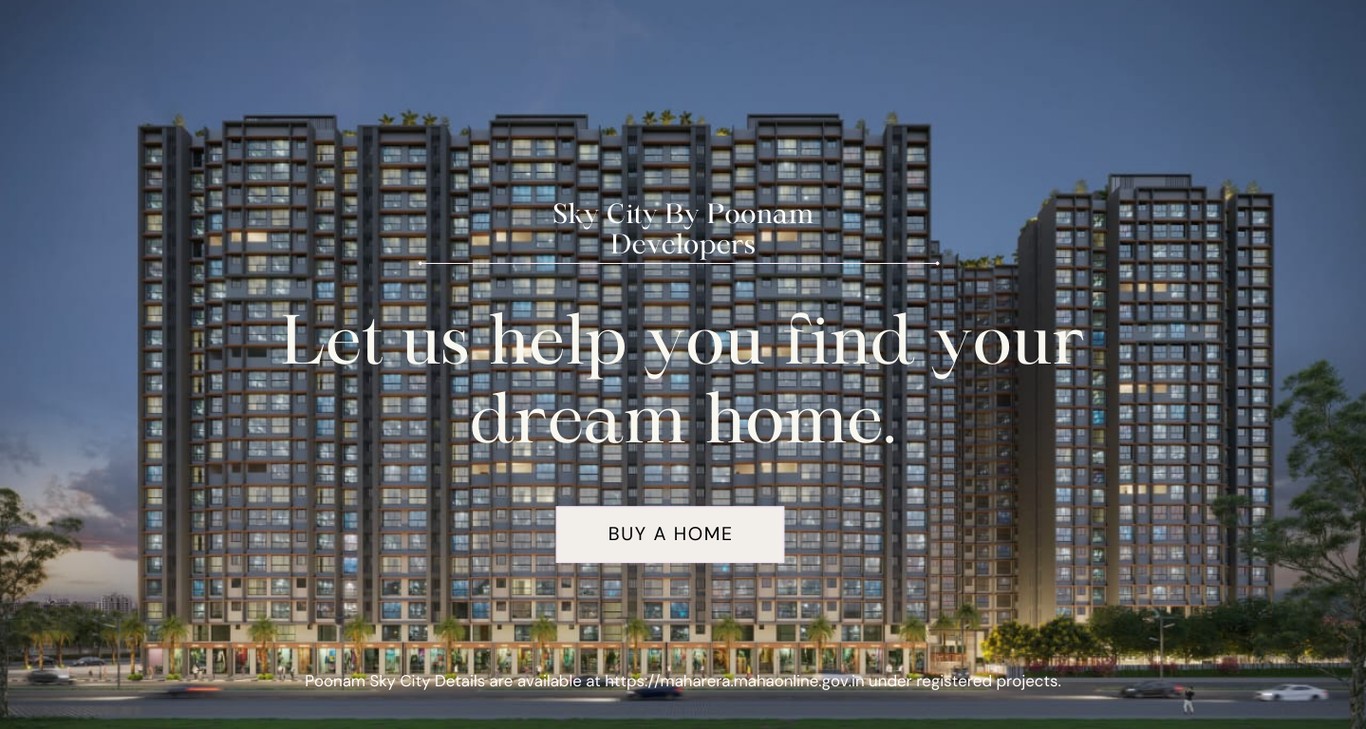 Sky City By Poonam
Developers
Let us help you find your
dream home.
BUY A HOME
Poonam Sky City Details are available at https://maharera.mahaonline.gov.in under registered projects.